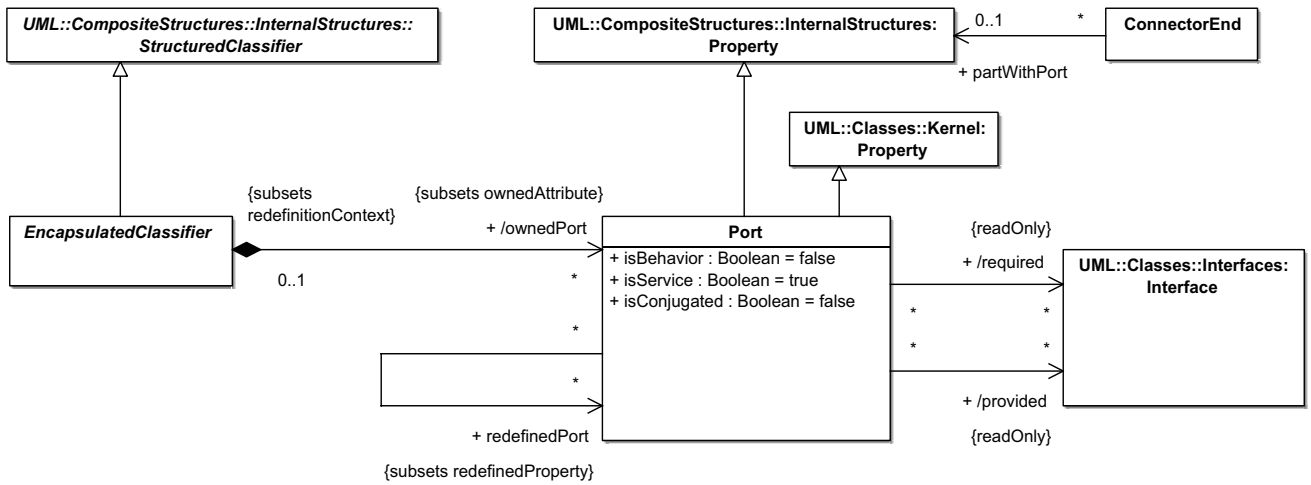 UML::CompositeStructures::InternalStructures::
StructuredClassifier
UML::CompositeStructures::InternalStructures:
Property
0..1
*
ConnectorEnd
+ partWithPort
UML::Classes::Kernel:
Property
{subsets
redefinitionContext}
{subsets ownedAttribute}
EncapsulatedClassifier
+ /ownedPort
0..1
*
Port
+ isBehavior : Boolean = false
+ isService : Boolean = true
+ isConjugated : Boolean = false
{readOnly}
+ /required
UML::Classes::Interfaces:
Interface
*
*
*
*
*
*
+ /provided
{readOnly}
+ redefinedPort
{subsets redefinedProperty}